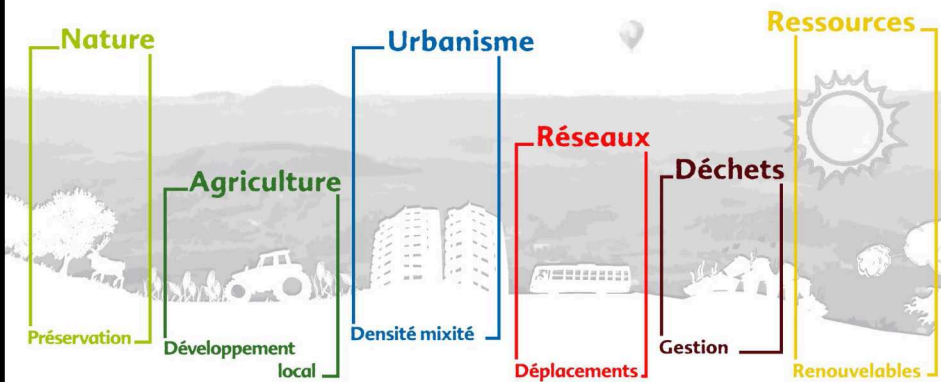 Nature
Préservation
Agriculture
Développement
local
Urbanisme
Densité mixité
Réseaux
Déplacements
Déchets
Gestion
Ressources
Renouvelables